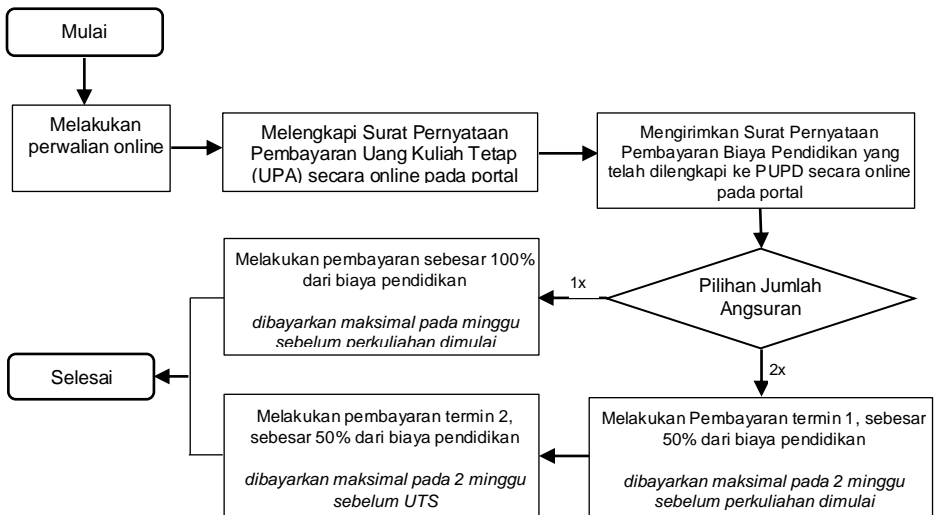 Mulai
Melakukan
perwalian online
Melengkapi Surat Pernyataan
Pembayaran Uang Kuliah Tetap
(UPA) secara online pada portal
Mengirimkan Surat Pernyataan
Pembayaran Biaya Pendidikan yang
telah dilengkapi ke PUPD secara online
pada portal
Pilihan Jumlah
Angsuran
1x
Melakukan pembayaran sebesar 100%
dari biaya pendidikan
dibayarkan maksimal pada minggu
sebelum perkuliahan dimulai
2x
Melakukan Pembayaran termin 1, sebesar
50% dari biaya pendidikan
dibayarkan maksimal pada 2 minggu
sebelum perkuliahan dimulai
Melakukan pembayaran termin 2,
sebesar 50% dari biaya pendidikan
dibayarkan maksimal pada 2 minggu
sebelum UTS
Selesai